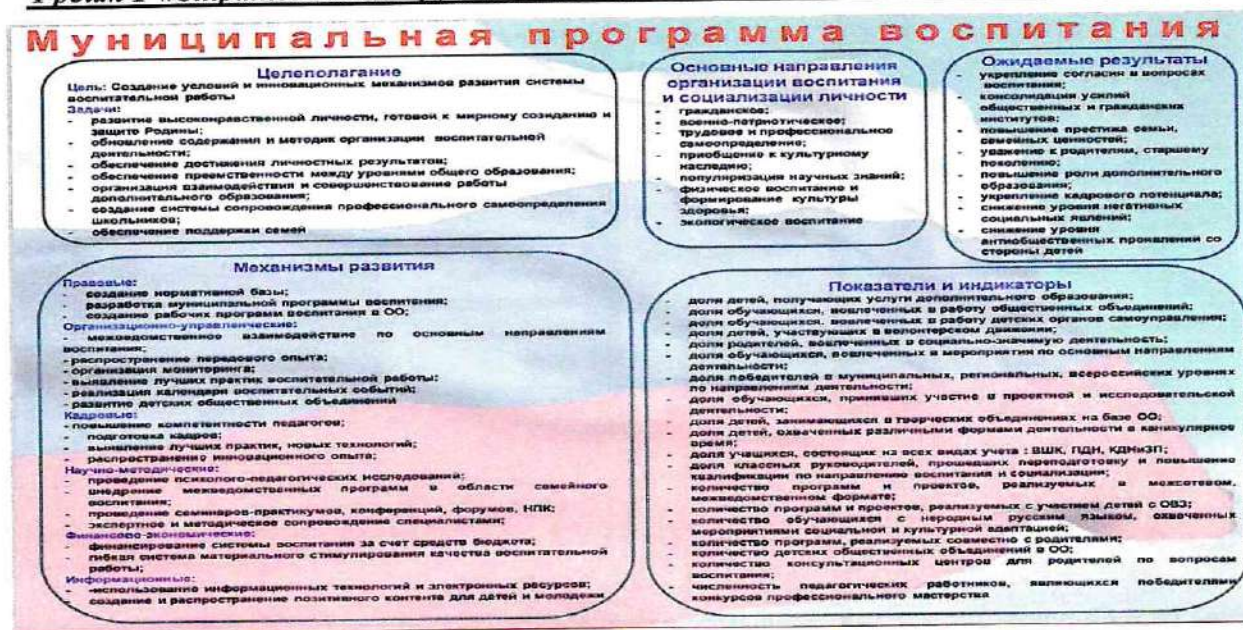 Муниципальная программа воспитания
Целеполагание
Цель: Создание условий и инновационных механизмов развития системы
воспитательной работы
Задачи:
- развитие высоконравственной личности, готовой к мирному созиданию и
защите Родины;
- обновление содержания и методик организации воспитательной
деятельности;
- обеспечение достижения личностных результатов;
- обеспечение преемственности между уровнями общего образования;
- организация взаимодействия и совершенствование работы
дополнительного образования;
- создание системы сопровождения профессионального самоопределения
школьников;
- обеспечение поддержки семей
Основные направления
организации воспитания
и социализации личности
- гражданское;
- военно-патриотическое;
- трудовое и профессиональное
самоопределение;
- приобщение к культурному
наследию;
- популяризация научных знаний;
- физическое воспитание и
формирование культуры
здоровья;
- экологическое воспитание
Ожидаемые результаты
- укрепление согласия в вопросах
воспитания;
- консолидация усилий
общественных и гражданских
институтов;
- повышение престижа семьи,
семейных ценностей;
- уважение к родителям, старшему
поколению;
- повышение роли дополнительного
образования;
- укрепление кадрового потенциала;
- снижение уровня негативных
социальных явлений;
- снижение уровня
антиобщественных проявлении со
стороны детей
Механизмы развития
Правовые:
- создание нормативной базы;
- разработка муниципальной программы воспитания;
- создание рабочих программ воспитания в ОО;
Организационно-управленческие:
- межведомственное взаимодействие по основным направлениям
воспитания;
- распространение передового опыта;
- организация мониторинга;
- выявление лучших практик воспитательной работы;
- реализация календаря воспитательных событий;
- развитие детских общественных объединений
Кадровые:
- повышению компетентности педагогов;
- подготовка кадров;
- выявление лучших практик, новых технологий;
- распространение инновационного опыта;
Научно-методические:
- проведение психолого-педагогических исследований;
- внедрение межведомственных программ в области семейного
воспитания;
- проведение семинаров-практикумов, конференций, форумов, НПК;
- экспертное и методическое сопровождение специалистами;
Финансово-экономические:
- финансирование системы воспитания за счет средств бюджета;
- гибкая система материального стимулирования качества воспитательной
работы;
Информационные:
- -использование информационных технологий и электронных ресурсов;
- создание и распространение позитивного контента для детей и молодежи
Показатели и индикаторы
- доля детей, получающих услуги дополнительного образования;
- доля обучающихся, вовлеченных в работу общественных объединений;
- доля обучающихся, вовлеченных в работу детских органов самоуправления;
- доля детей, участвующих в волонтерском движении;
- доля родителей, вовлеченных в социально-значимую деятельность;
- доля обучающихся, вовлеченных в мероприятия по основным направлениям
деятельности;
- доля победителей в муниципальных, региональных, всероссийских уровнях
по направлениям деятельности;
- доля обучающихся, принявших участие в проектной и исследовательской
деятельности;
- доля детей, занимающихся в творческих объединениях на базе ОО;
- доля детей, охваченных различными формами деятельности в каникулярное
время;
- доля учащихся, состоящих на всех видах учета : ВШК, ПДН, КДНиЗП;
- доля классных руководителей, прошедших переподготовку и повышению
квалификации по направлению воспитания и социализации;
- количество программ и проектов, реализуемых в межсетевом,
межведомственном формате;
- количество программ и проектов, реализуемых с участием детей с ОВЗ;
- количество обучающихся с неродным русским языком, охваченных
мероприятиями социальной и культурной адаптацией;
- количество программ, реализуемых совместно с родителями;
- количество детских общественных объединений в ОО;
- количество консультационных центров для родителей по вопросам
воспитания;
- численность педагогических работников, являющихся победителями
конкурсов профессионального мастерства